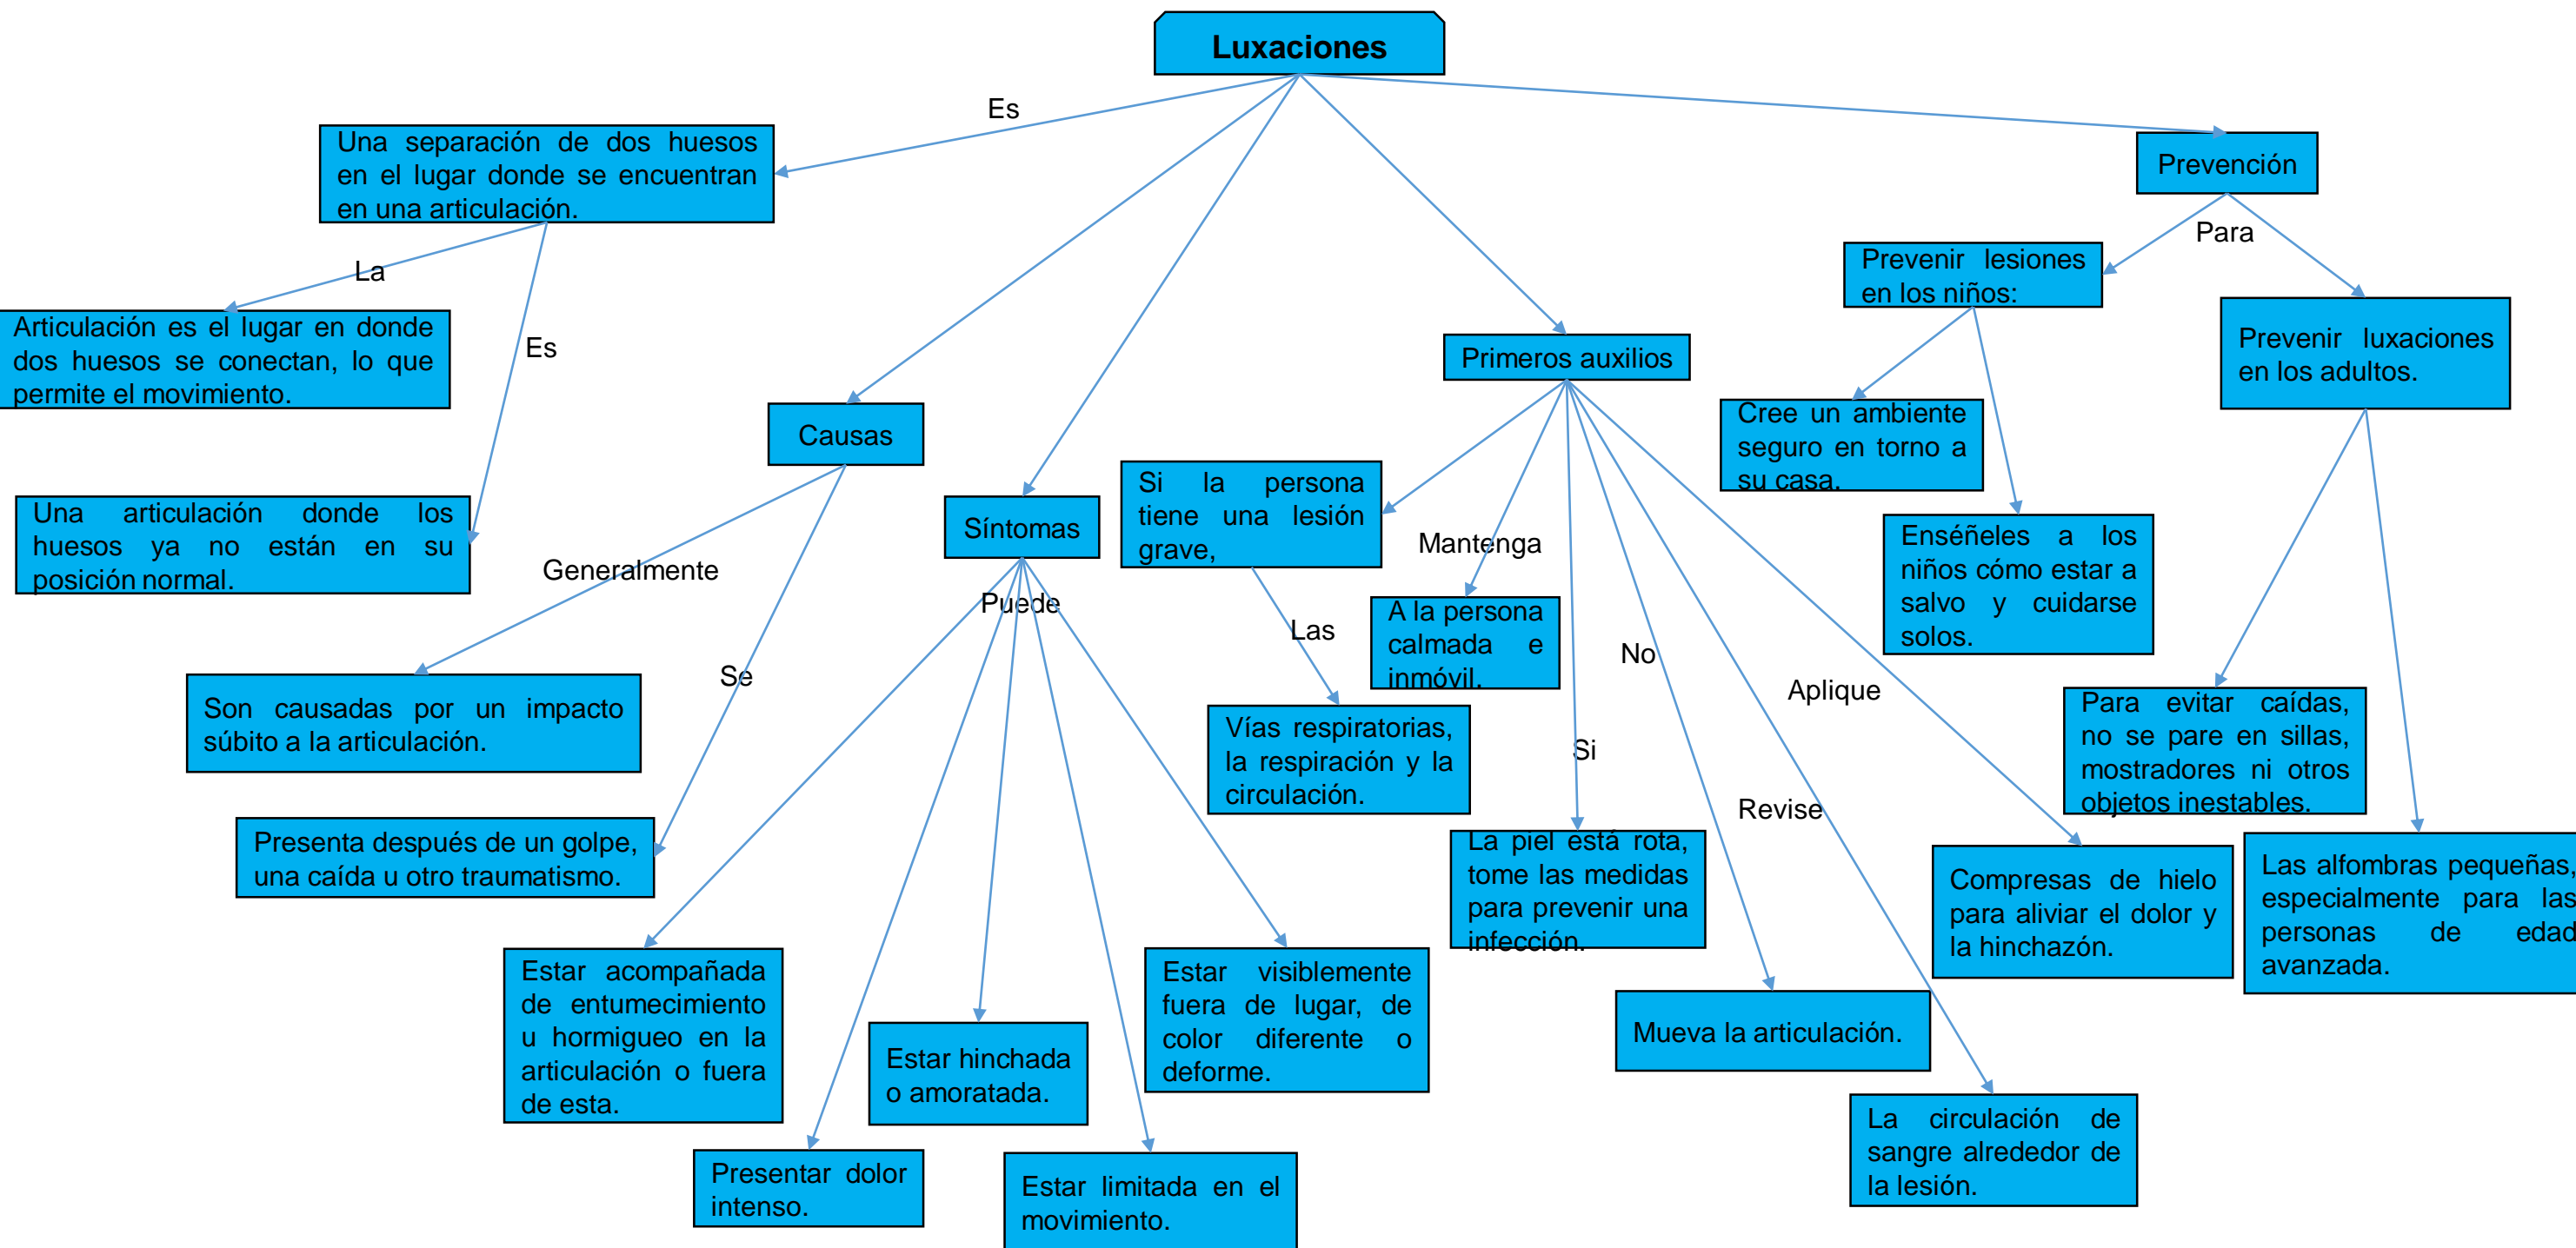 Luxaciones
Es
Una separación de dos huesos
en el lugar donde se encuentran
en una articulación.
La
Articulación es el lugar en donde
dos huesos se conectan, lo que
permite el movimiento.
Es
Una articulación donde los
huesos ya no están en su
posición normal.
Causas
Generalmente
Son causadas por un impacto
súbito a la articulación.
Se
Presenta después de un golpe,
una caída u otro traumatismo.
Síntomas
Puede
Estar acompañada
de entumecimiento
u hormigueo en la
articulación o fuera
de esta.
Presentar dolor
intenso.
Estar hinchada
o amoratada.
Estar limitada en el
movimiento.
Estar visiblemente
fuera de lugar, de
color diferente o
deforme.
Primeros auxilios
Si la persona
tiene una lesión
grave,
Las
Vías respiratorias,
la respiración y la
circulación.
Mantenga
A la persona
calmada e
inmóvil.
Si
La piel está rota,
tome las medidas
para prevenir una
infección.
No
Mueva la articulación.
Revise
La circulación de
sangre alrededor de
la lesión.
Aplique
Compresas de hielo
para aliviar el dolor y
la hinchazón.
Prevención
Para
Prevenir lesiones
en los niños:
Cree un ambiente
seguro en torno a
su casa.
Enséñeles a los
niños cómo estar a
salvo y cuidarse
solos.
Prevenir luxaciones
en los adultos.
Para evitar caídas,
no se pare en sillas,
mostradores ni otros
objetos inestables.
Las alfombras pequeñas,
especialmente para las
personas de edad
avanzada.